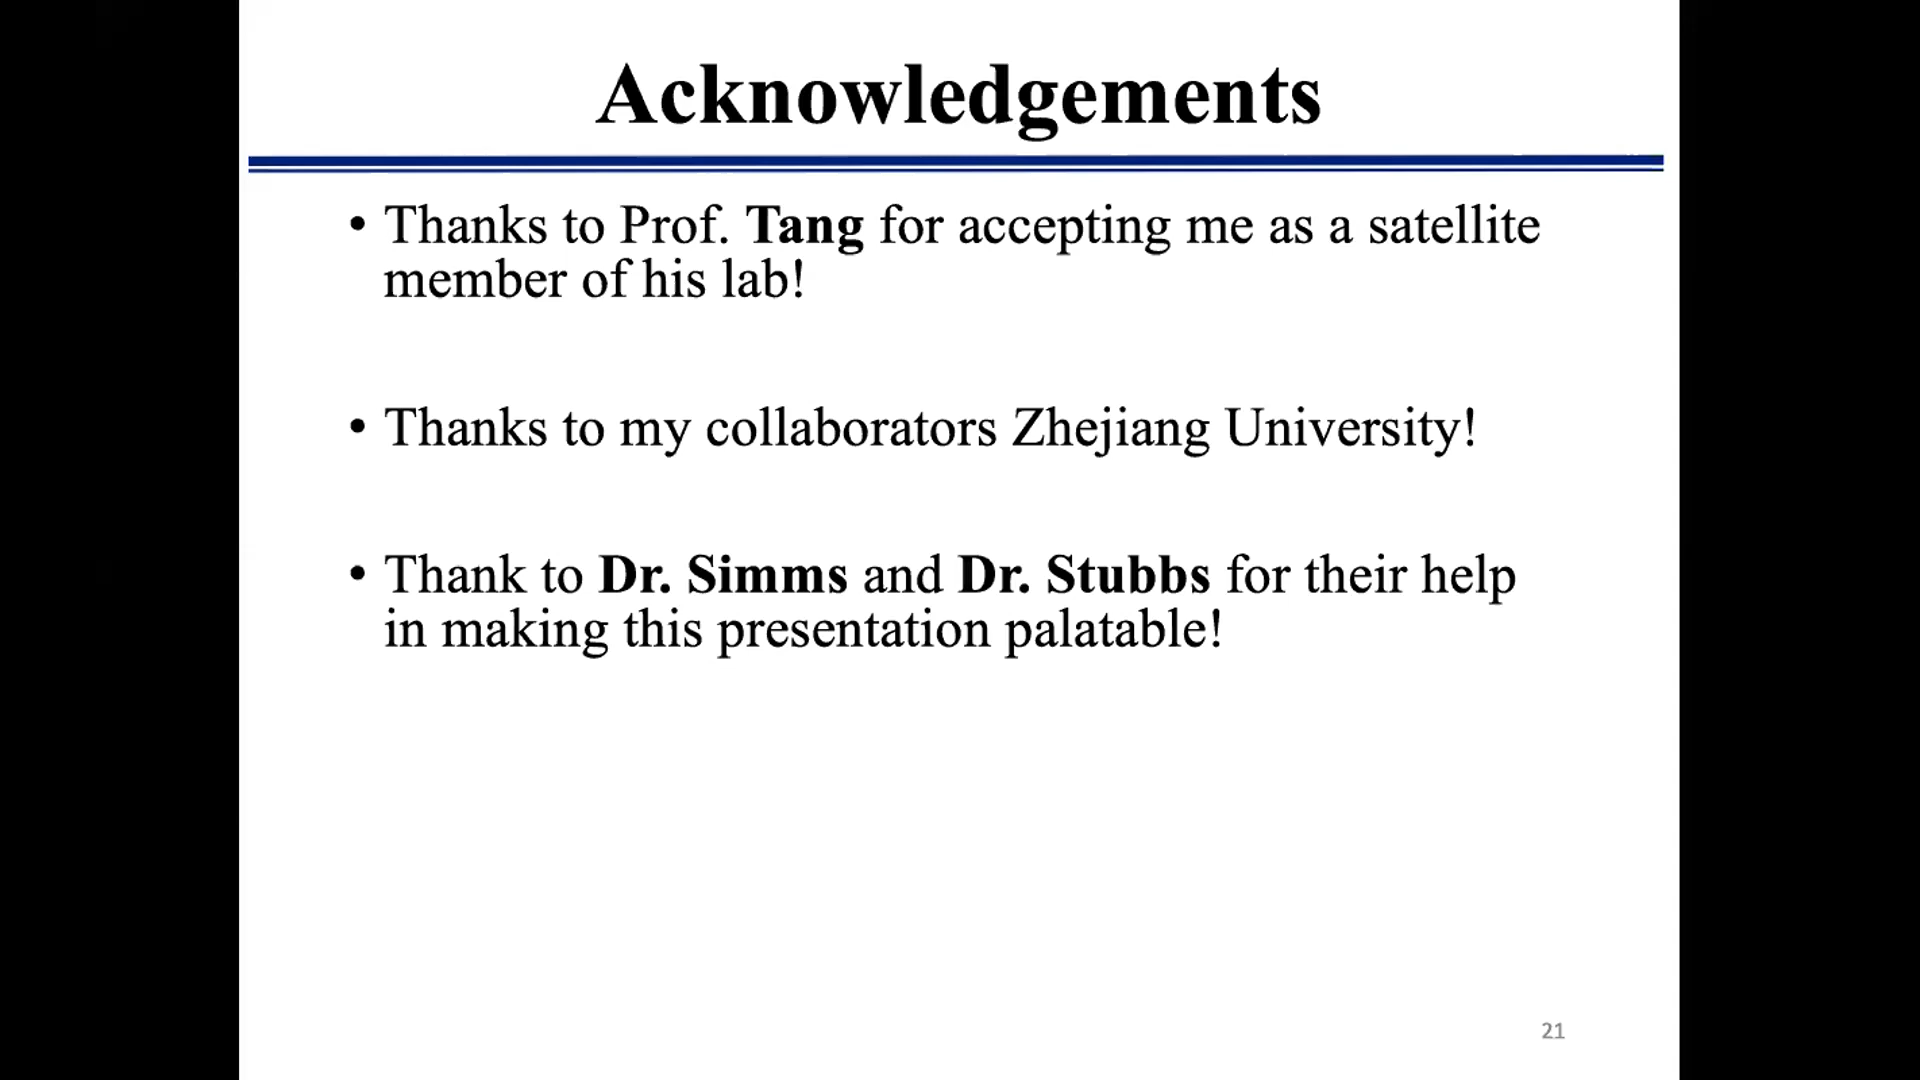 Acknowledgements
• Thanks to Prof. Tang for accepting me as a satellite
member of his lab!
• Thanks to my collaborators Zhejiang University!
• Thank to Dr. Simms and Dr. Stubbs for their help
in making this presentation palatable!
21